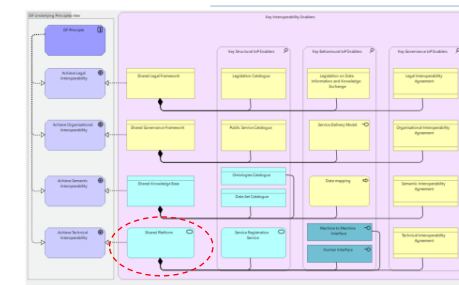 DP Underlying Principles view
Key Interoperability Enablers
DP Principle
Key Structural IoP Enablers
Key Behavioural IoP Enablers
Key Governance IoP Enablers
Achieve Legal
Interoperability
Shared Legal Framework
Legislation Catalogue
Legislation on Data
Information and Knowledge
Exchange
Legal Interoperability
Agreement
Achieve Organisational
Interoperability
Shared Governance Framework
Public Service Catalogue
Service Delivery Model
Organisational Interoperability
Agreement
Achieve Semantic
Interoperability
Shared Knowledge Base
Ontologies Catalogue
Data Set Catalogue
Data mapping
Semantic Interoperability
Agreement
Achieve Technical
Interoperability
Shared Platform
Service Registration
Service
Machine to Machine
Interface
Human Interface
Technical Interoperability
Agreement